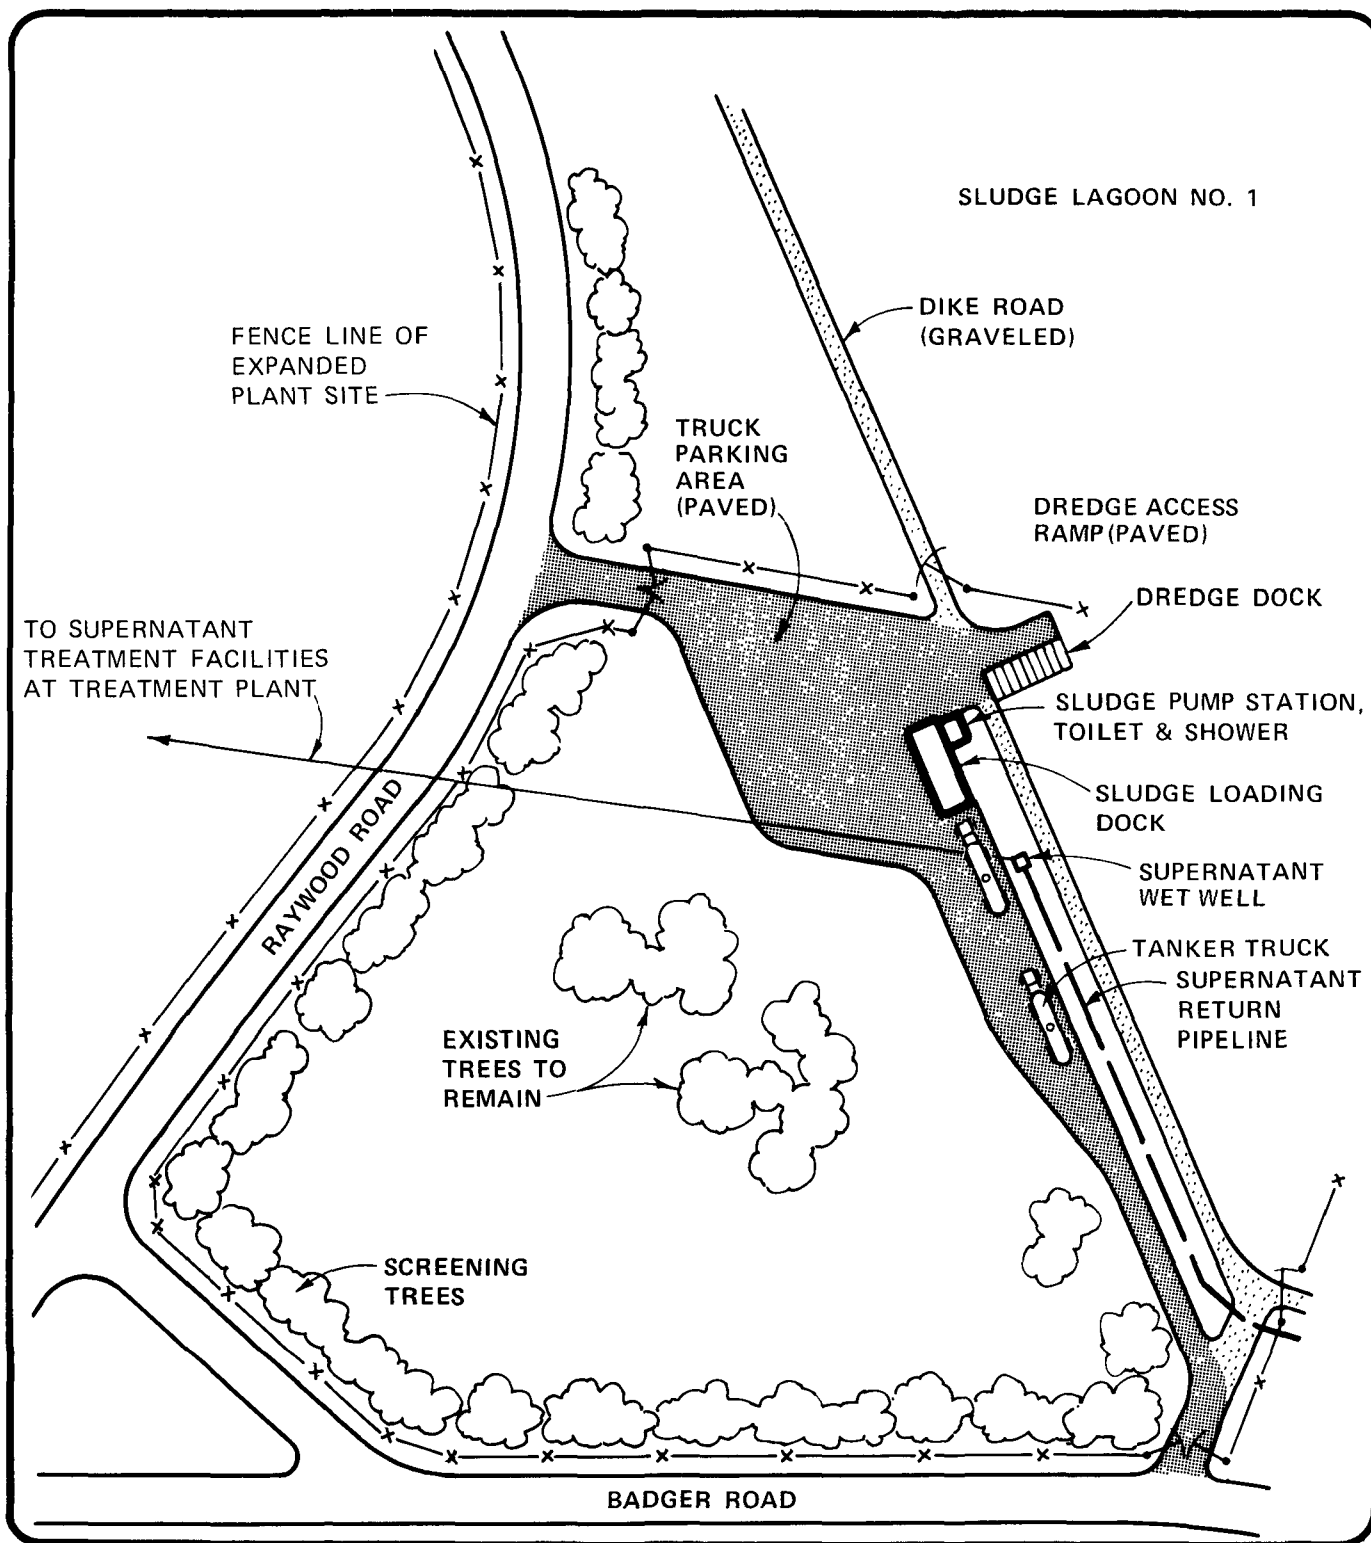 SLUDGE LAGOON NO. 1
DIKE ROAD
(GRAVELED)
FENCE LINE OF
EXPANDED
PLANT SITE
TRUCK
PARKING
AREA
(PAVED)
DREDGE ACCESS
RAMP(PAVED)
DREDGE DOCK
TO SUPERNATANT
TREATMENT FACILITIES
AT TREATMENT PLANT
SLUDGE PUMP STATION,
TOILET & SHOWER
SLUDGE LOADING
DOCK
RAYWOOD ROAD
SUPERNATANT
WET WELL
TANKER TRUCK
SUPERNATANT
RETURN
PIPELINE
EXISTING
TREES TO
REMAIN
SCREENING
TREES
BADGER ROAD